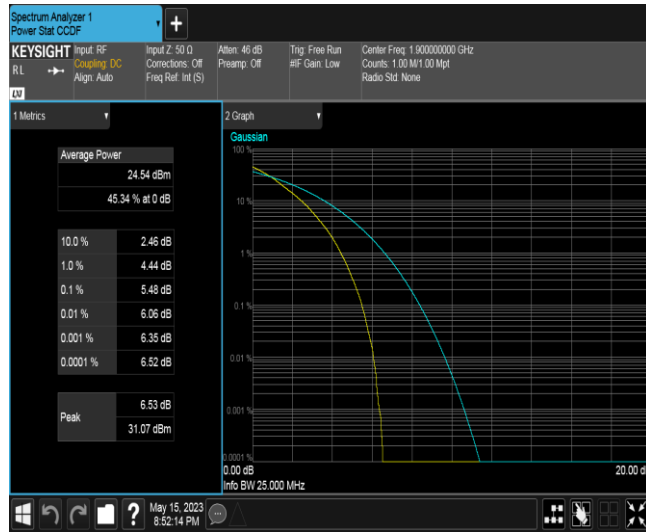 Spectrum Analyzer 1
Power Stat CCDF
+
KEYSIGHT
RL
LXI
Input: RF
Coupling: DC
Align: Auto
Input Z: 50 Ω
Corrections: Off
Freq Ref: Int (S)
Atten: 46 dB
Preamp: Off
Trig: Free Run
#IF Gain: Low
Center Freq: 1.900000000 GHz
Counts: 1.00 M/1.00 Mpt
Radio Std: None
1 Metrics
Average Power
24.54 dBm
45.34 % at 0 dB
10.0 % 2.46 dB
1.0 % 4.44 dB
0.1 % 5.48 dB
0.01 % 6.06 dB
0.001 % 6.35 dB
0.0001 % 6.52 dB
Peak
6.53 dB
31.07 dBm
2 Graph
Gaussian
100 %
10 %
1 %
0.1 %
0.01 %
0.001 %
0.0001 %
0.00 dB
20.00 d
Info BW 25.000 MHz
?
May 15, 2023
8:52:14 PM